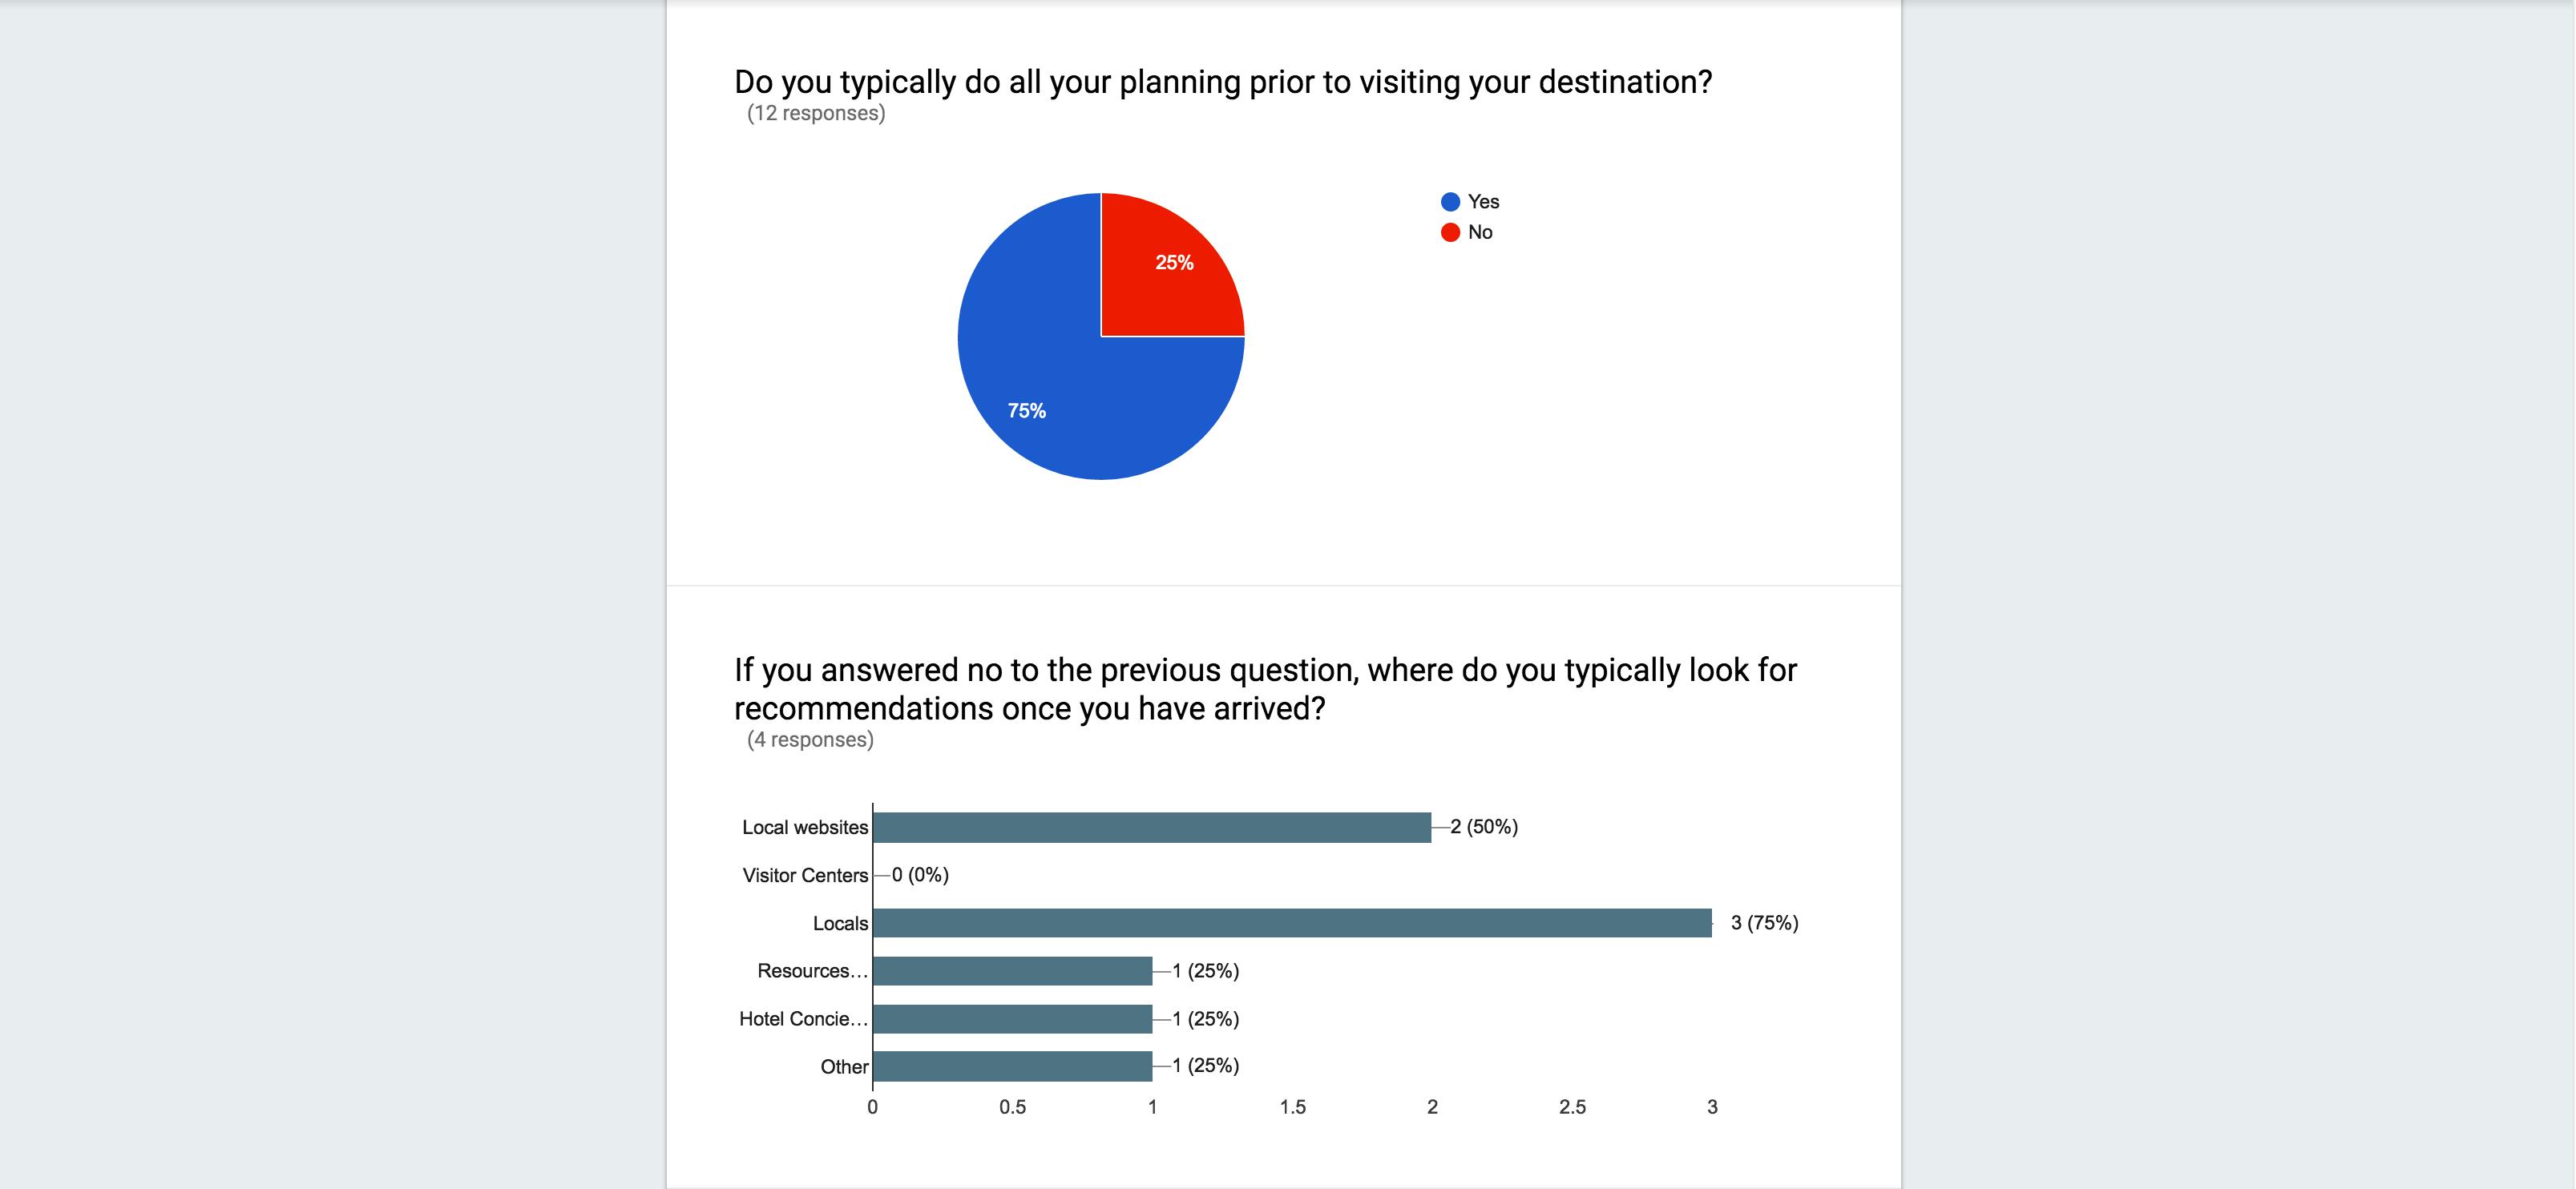 Do you typically do all your planning prior to visiting your destination?
(12 responses)
Yes
No
25%
75%
If you answered no to the previous question, where do you typically look for
recommendations once you have arrived?
(4 responses)
Local websites 2 (50%)
Visitor Centers 0 (0%)
Locals 3 (75%)
Resources… 1 (25%)
Hotel Concie… 1 (25%)
Other 1 (25%)
0 0.5 1 1.5 2 2.5 3